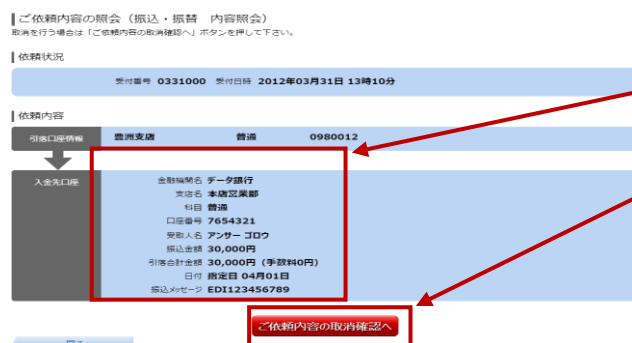 ご依頼内容の照会（振込・振替　内容照会）
取消を行う場合は「ご依頼内容の取消確認へ」ボタンを押して下さい。
依頼状況
受付番号 0331000 受付日時 2012年03月31日 13時10分
依頼内容
引落口座情報 豊洲支店 普通 0980012
入金先口座
金融機関名 データ銀行
支店名 本店営業部
科目 普通
口座番号 7654321
受取人名 アンサー ゴロウ
振込金額 30,000円
引落合計金額 30,000円（手数料0円）
日付 指定日 04月01日
振込メッセージ EDI123456789
ご依頼内容の取消確認へ